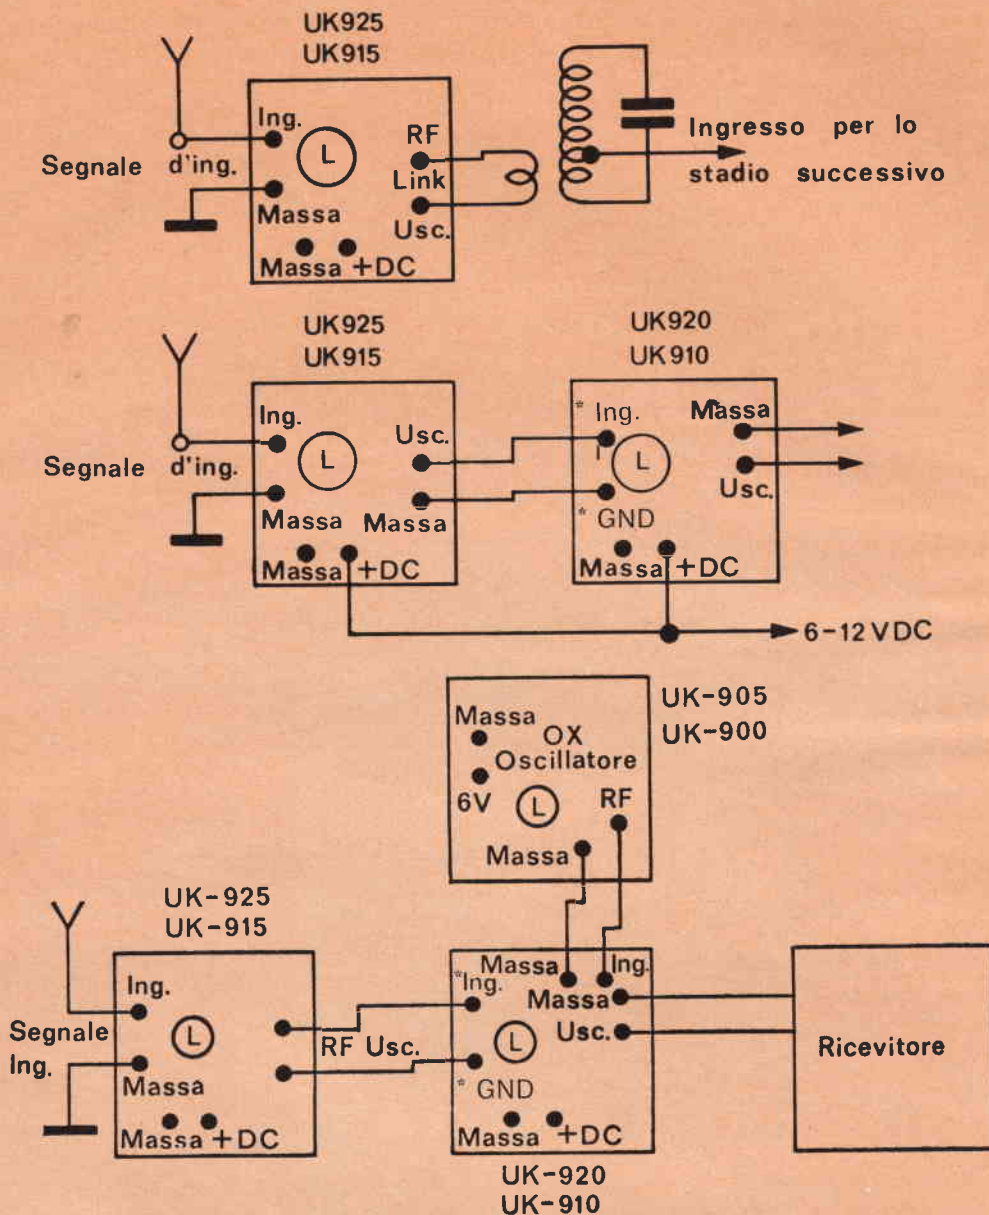 UK925
UK915
Ing.
L
RF
Link
Usc.
Segnale d'ing.
Massa
Massa +DC
Ingresso per lo
stadio successivo
UK925
UK915
UK920
UK910
Ing.
L
Usc.
Segnale d'ing.
Massa
Massa
Massa +DC
* Ing.
L
Massa
Usc.
* GND
Massa +DC
6-12 VDC
UK-905
UK-900
Massa
OX
Oscillatore
6V
L
RF
Massa
UK-925
UK-915
Ing.
Segnale
Ing.
L
RF Usc.
Massa
Massa +DC
Massa
Ing.
*Ing.
Massa
L
Usc.
* GND
Massa +DC
UK-920
UK-910
Ricevitore